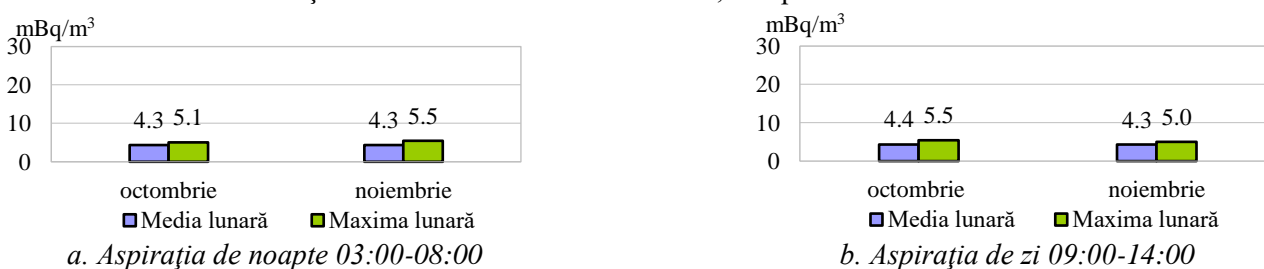 mBq/m³
30
20
10
0
4.3 5.1
4.3 5.5
octombrie noiembrie
Media lunară Maxima lunară
a. Aspiraţia de noapte 03:00-08:00
mBq/m³
30
20
10
0
4.4 5.5
4.3 5.0
octombrie noiembrie
Media lunară Maxima lunară
b. Aspiraţia de zi 09:00-14:00